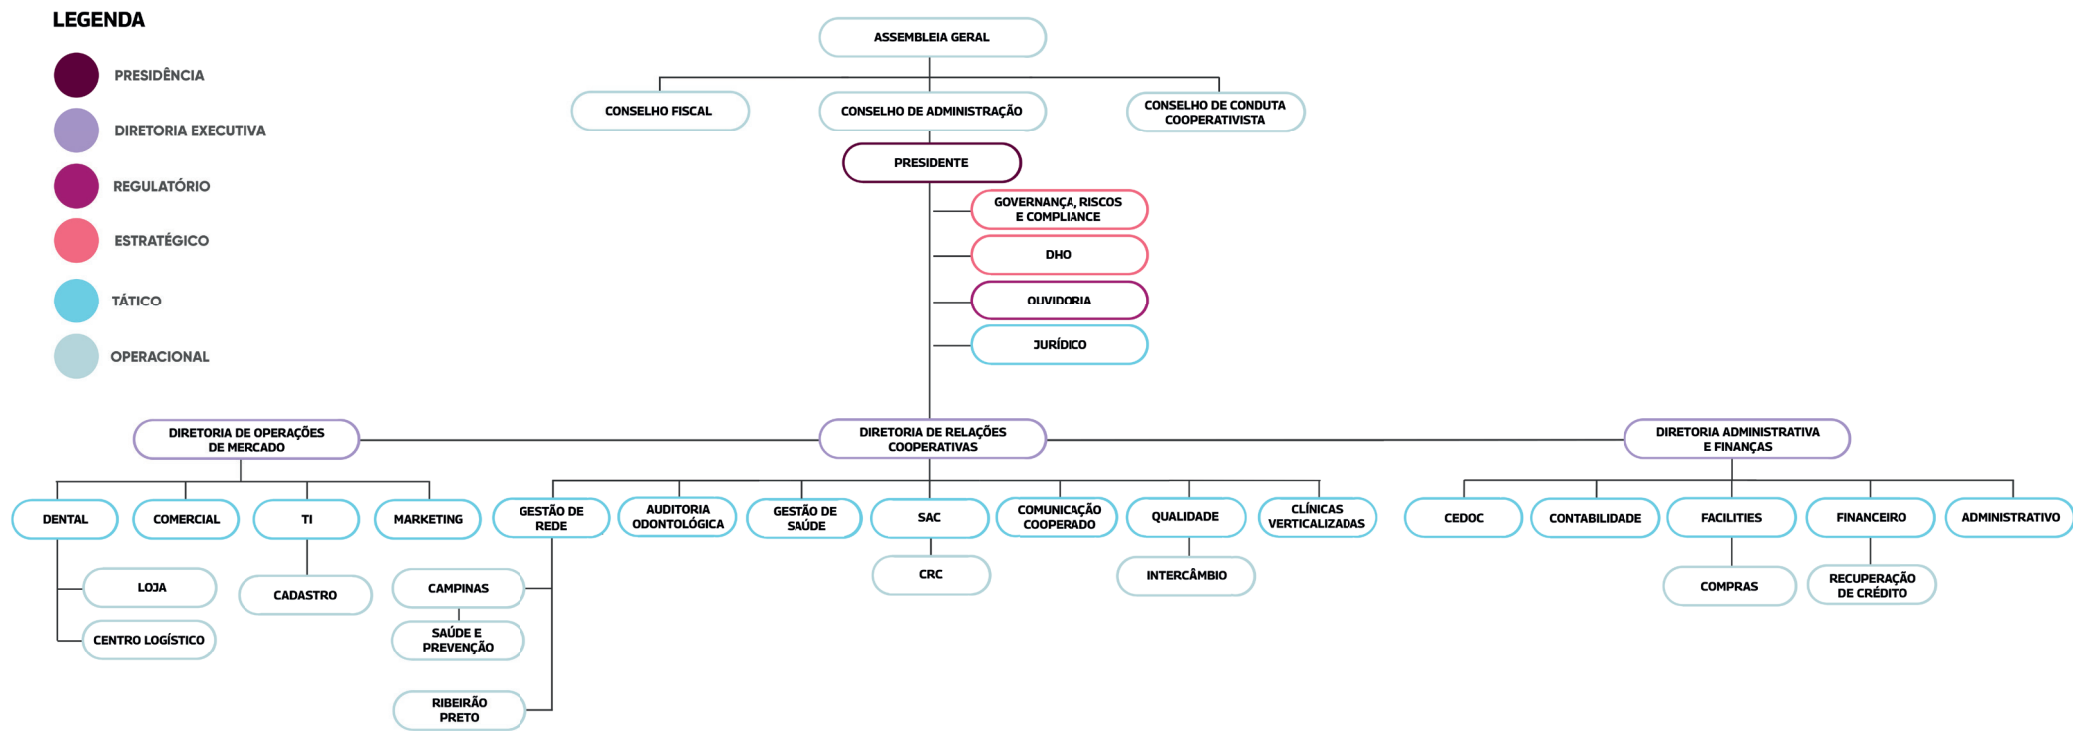 LEGENDA
PRESIDÊNCIA
DIRETORIA EXECUTIVA
REGULATÓRIO
ESTRATÉGICO
TÁTICO
OPERACIONAL
ASSEMBLEIA GERAL
CONSELHO FISCAL
CONSELHO DE ADMINISTRAÇÃO
CONSELHO DE CONDUTA
COOPERATIVISTA
PRESIDENTE
GOVERNANÇA, RISCOS
E COMPLIANCE
DHO
OUVIDORIA
JURÍDICO
DIRETORIA DE OPERAÇÕES
DE MERCADO
DIRETORIA DE RELAÇÕES
COOPERATIVAS
DIRETORIA ADMINISTRATIVA
E FINANÇAS
DENTAL
COMERCIAL
TI
MARKETING
GESTÃO DE
REDE
AUDITORIA
ODONTOLÓGICA
GESTÃO DE
SAÚDE
SAC
COMUNICAÇÃO
COOPERADO
QUALIDADE
CLÍNICAS
VERTICALIZADAS
CEDOC
CONTABILIDADE
FACILITIES
FINANCEIRO
ADMINISTRATIVO
LOJA
CENTRO LOGÍSTICO
CADASTRO
CAMPINAS
SAÚDE E
PREVENÇÃO
RIBEIRÃO
PRETO
CRC
INTERCÂMBIO
COMPRAS
RECUPERAÇÃO
DE CRÉDITO